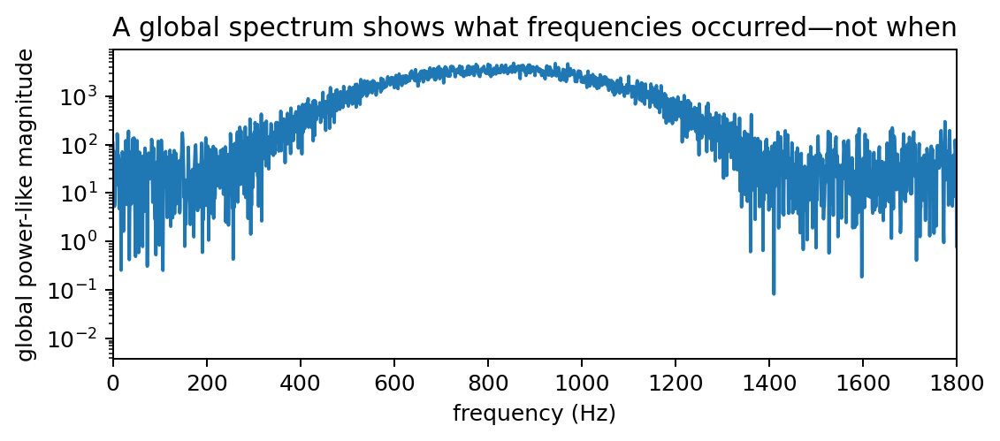 A global spectrum shows what frequencies occurred—not when
global power-like magnitude
10³
10²
10¹
10⁰
10⁻¹
10⁻²
0 200 400 600 800 1000 1200 1400 1600 1800
frequency (Hz)